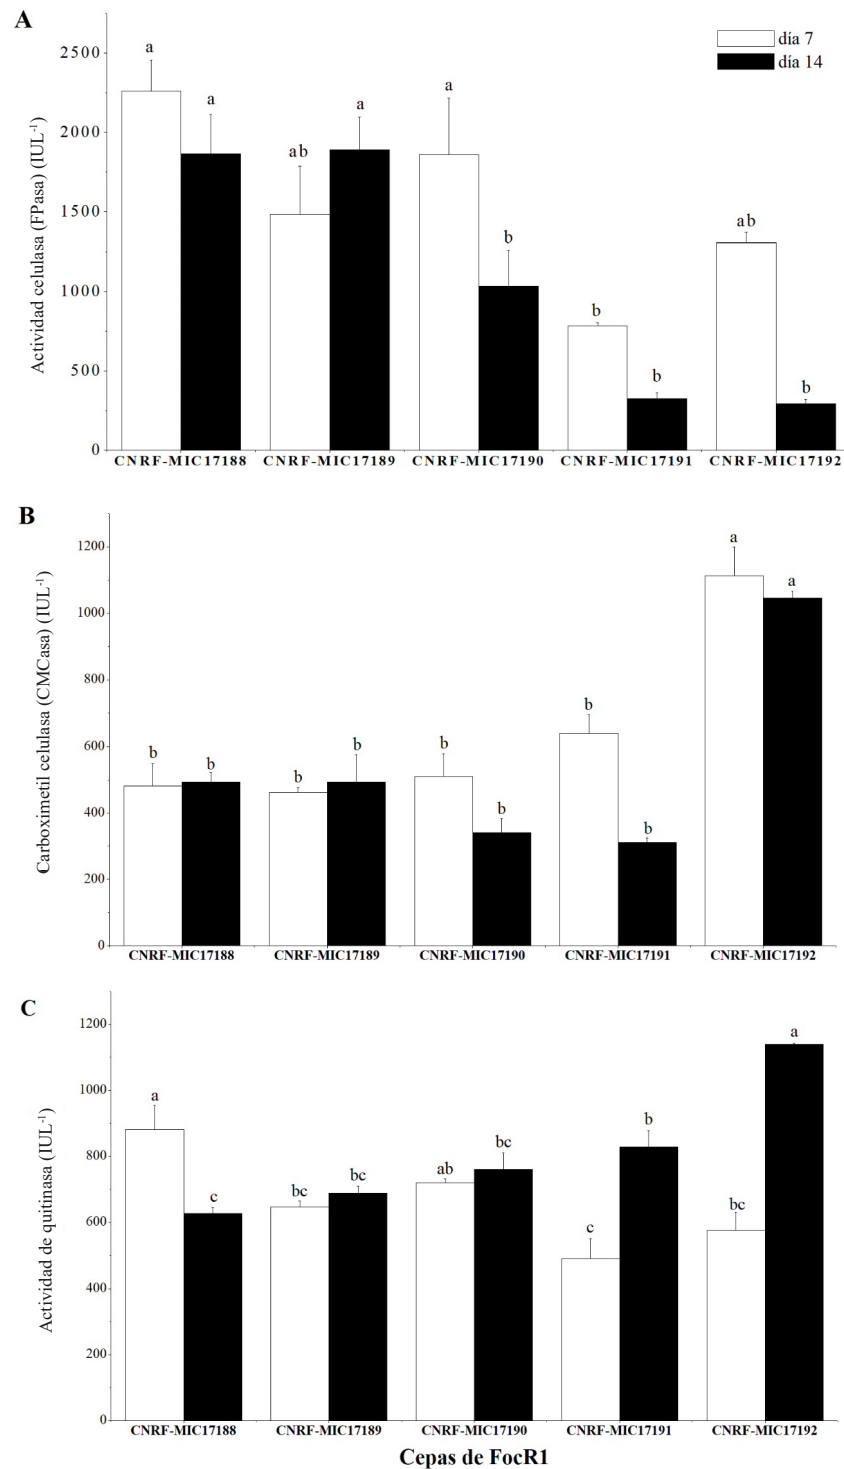 A
día 7
día 14
Actividad celulasa (FPasa) (IUL-1)
2500
2000
1500
1000
500
0
a
a
ab
a
a
b
b
b
ab
b
CNRF-MIC17188 CNRF-MIC17189 CNRF-MIC17190 CNRF-MIC17191 CNRF-MIC17192
B
Carboximetil celulasa (CMCasa) (IUL-1)
1200
1000
800
600
400
200
0
b
b
b
b
b
b
b
b
a
a
CNRF-MIC17188 CNRF-MIC17189 CNRF-MIC17190 CNRF-MIC17191 CNRF-MIC17192
C
Actividad de quitinasa (IUL-1)
1200
1000
800
600
400
200
0
a
c
bc
bc
ab
bc
c
b
bc
a
CNRF-MIC17188 CNRF-MIC17189 CNRF-MIC17190 CNRF-MIC17191 CNRF-MIC17192
Cepas de FocR1